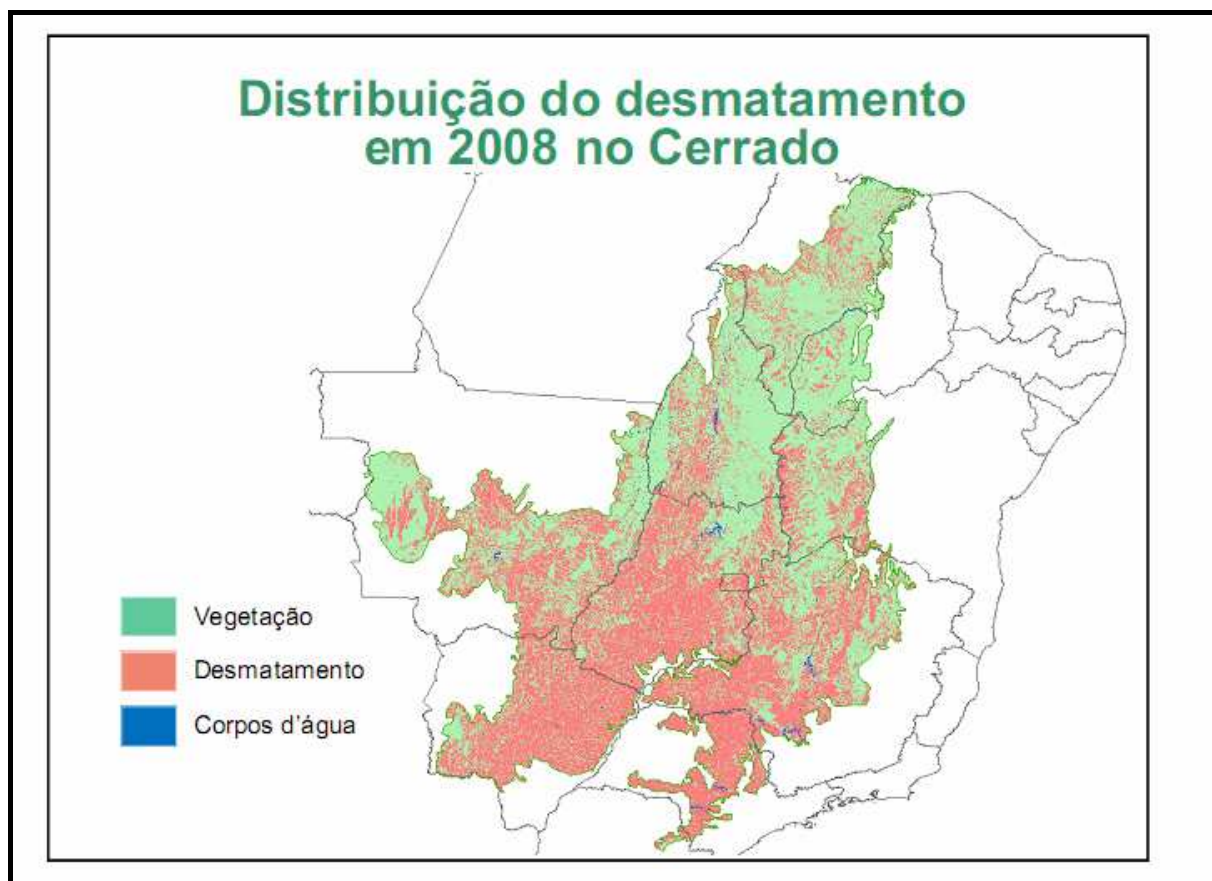 Distribuição do desmatamento
em 2008 no Cerrado
Vegetação
Desmatamento
Corpos d'água